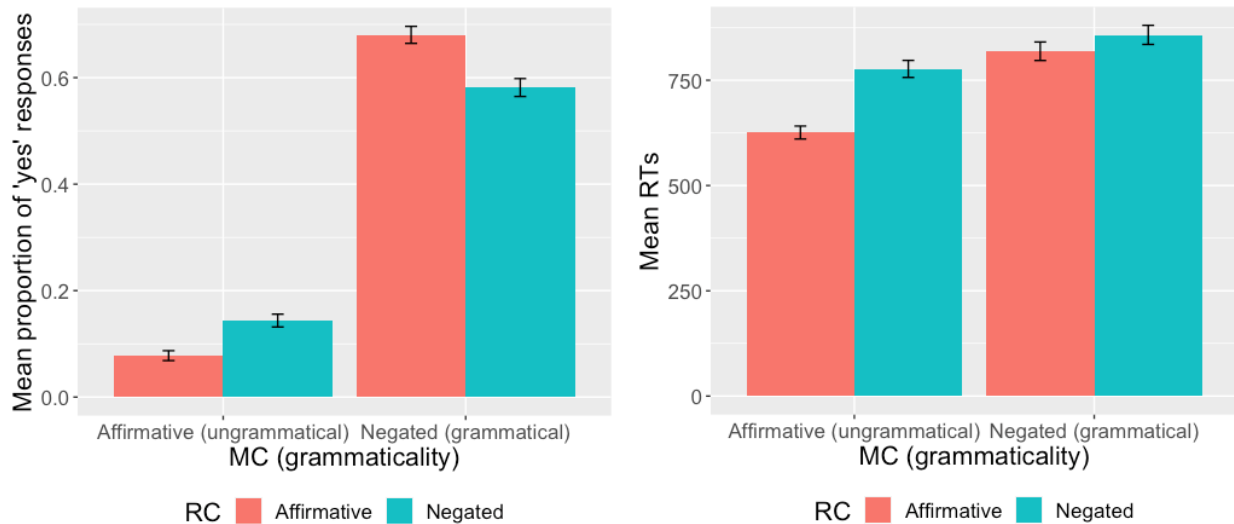 Mean proportion of 'yes' responses
0.6
0.4
0.2
0.0
Affirmative (ungrammatical) Negated (grammatical)
MC (grammaticality)
RC Affirmative Negated
Mean RTs
750
500
250
0
Affirmative (ungrammatical) Negated (grammatical)
MC (grammaticality)
RC Affirmative Negated